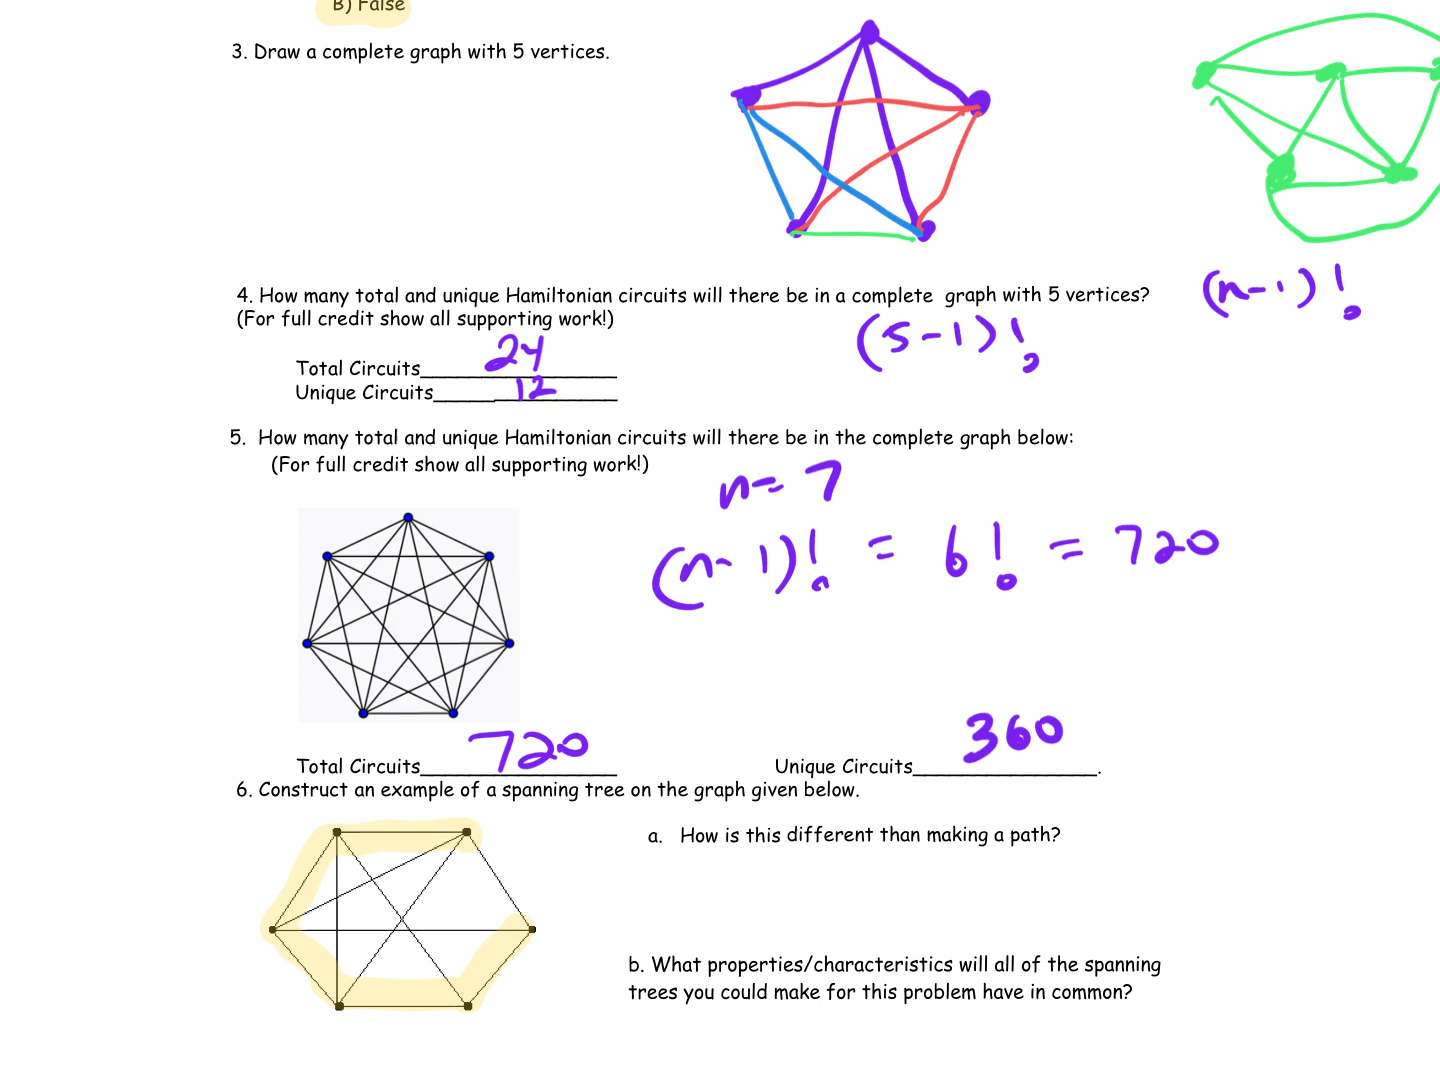 B) False
3. Draw a complete graph with 5 vertices.
4. How many total and unique Hamiltonian circuits will there be in a complete graph with 5 vertices?
(n-1)!
(For full credit show all supporting work!)
(5-1)!
Total Circuits 24
Unique Circuits 12
5. How many total and unique Hamiltonian circuits will there be in the complete graph below:
(For full credit show all supporting work!)
n= 7
(n-1)! = 6! = 720
Total Circuits 720
Unique Circuits 360.
6. Construct an example of a spanning tree on the graph given below.
a. How is this different than making a path?
b. What properties/characteristics will all of the spanning
trees you could make for this problem have in common?